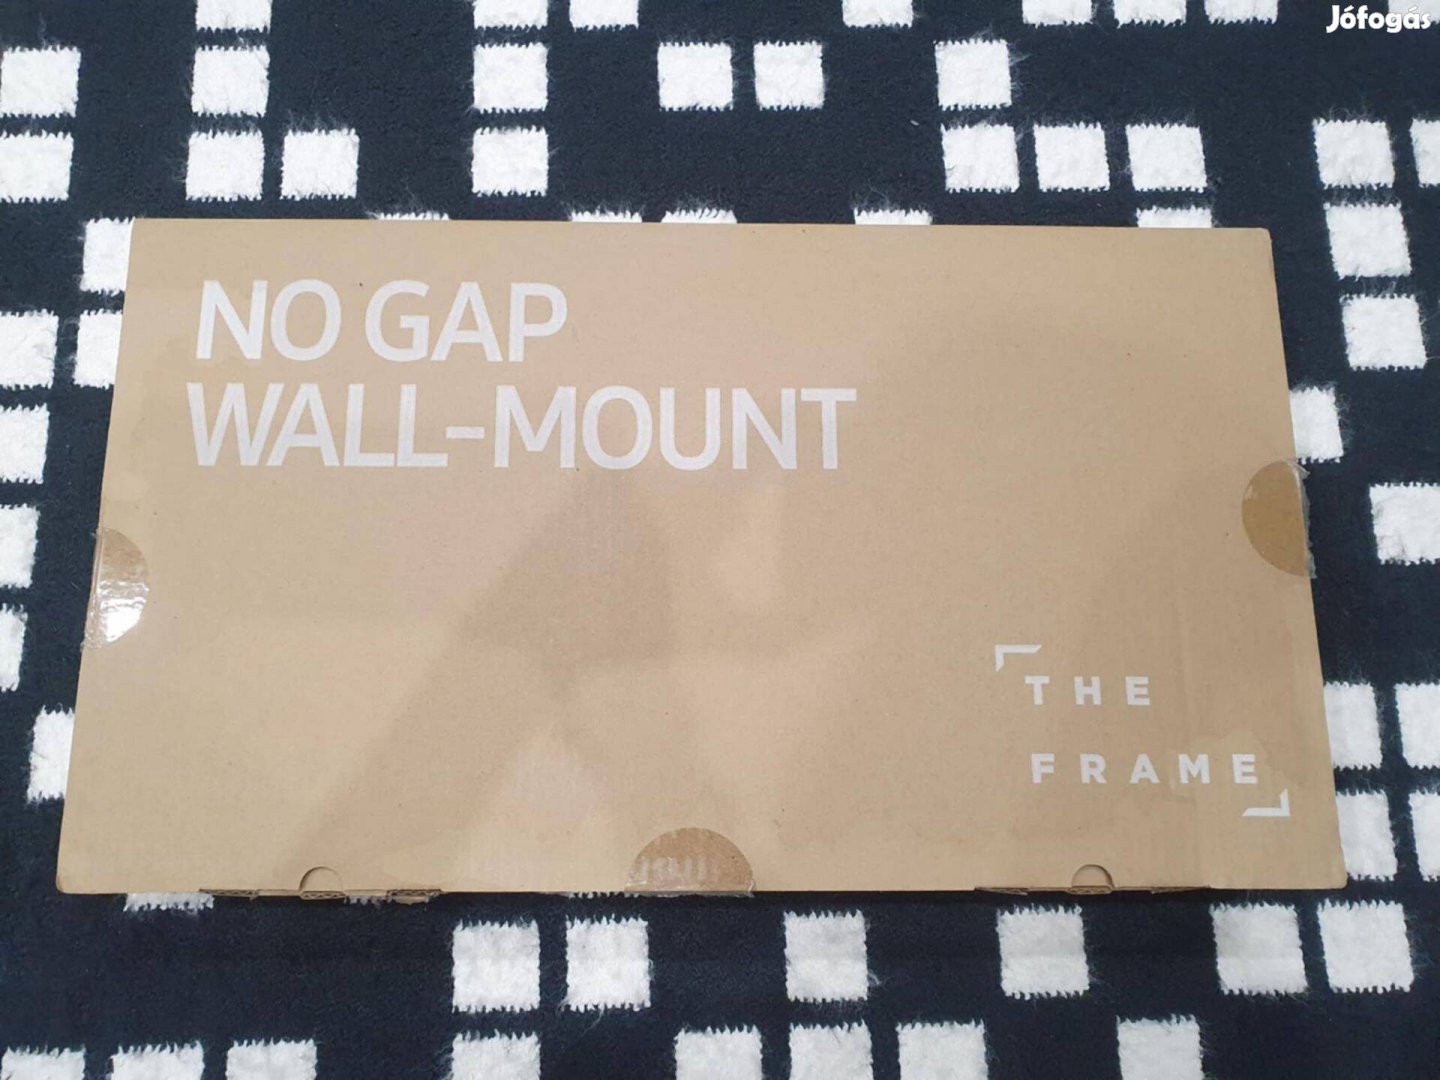 Jófogás
NO GAP
WALL-MOUNT
THE
FRAME